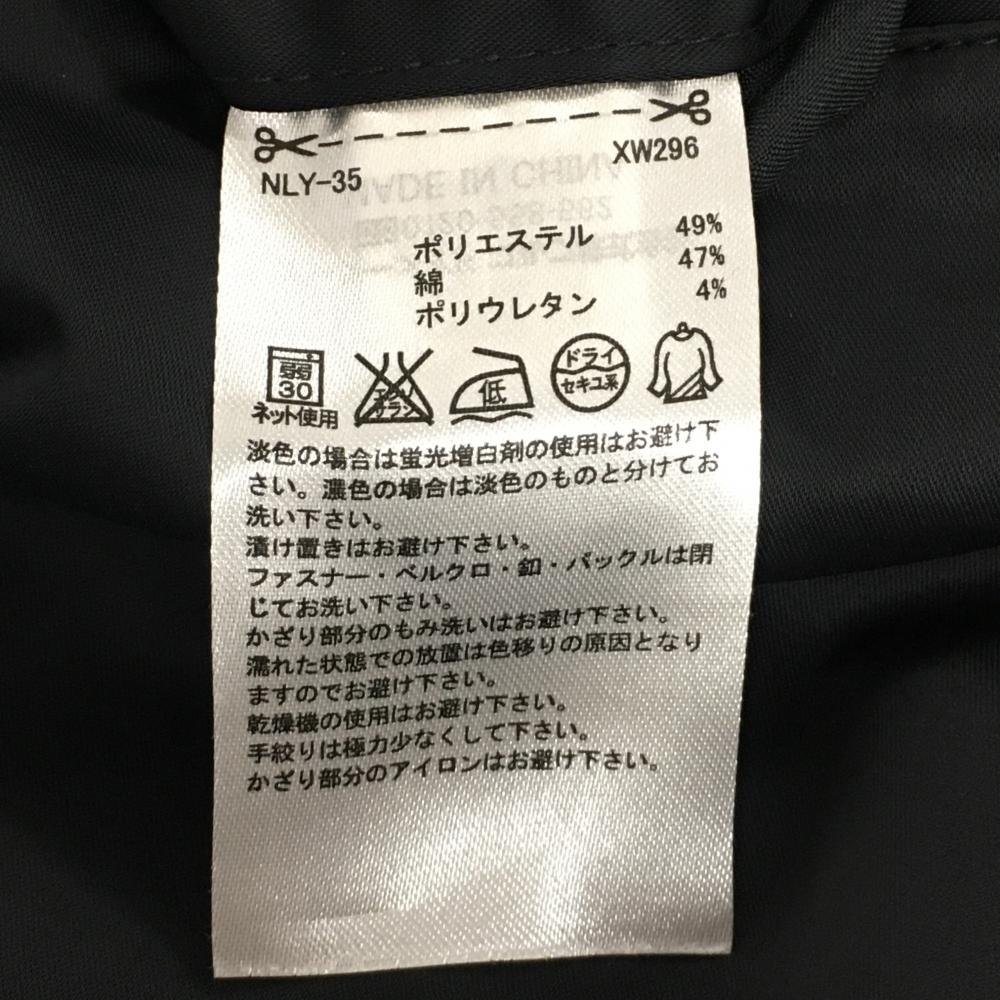 NLY-35
XW296
ポリエステル 49%
綿 47%
ポリウレタン 4%
弱
30
ネット使用
エンソ
サラシ
低
ドライ
セキユ系
淡色の場合は蛍光増白剤の使用はお避け下
さい。濃色の場合は淡色のものと分けてお
洗い下さい。
漬け置きはお避け下さい。
ファスナー・ベルクロ・釦・バックルは閉
じてお洗い下さい。
かざり部分のもみ洗いはお避け下さい。
濡れた状態での放置は色移りの原因となり
ますのでお避け下さい。
乾燥機の使用はお避け下さい。
手絞りは極力少なくして下さい。
かざり部分のアイロンはお避け下さい。
MADE IN CHINA